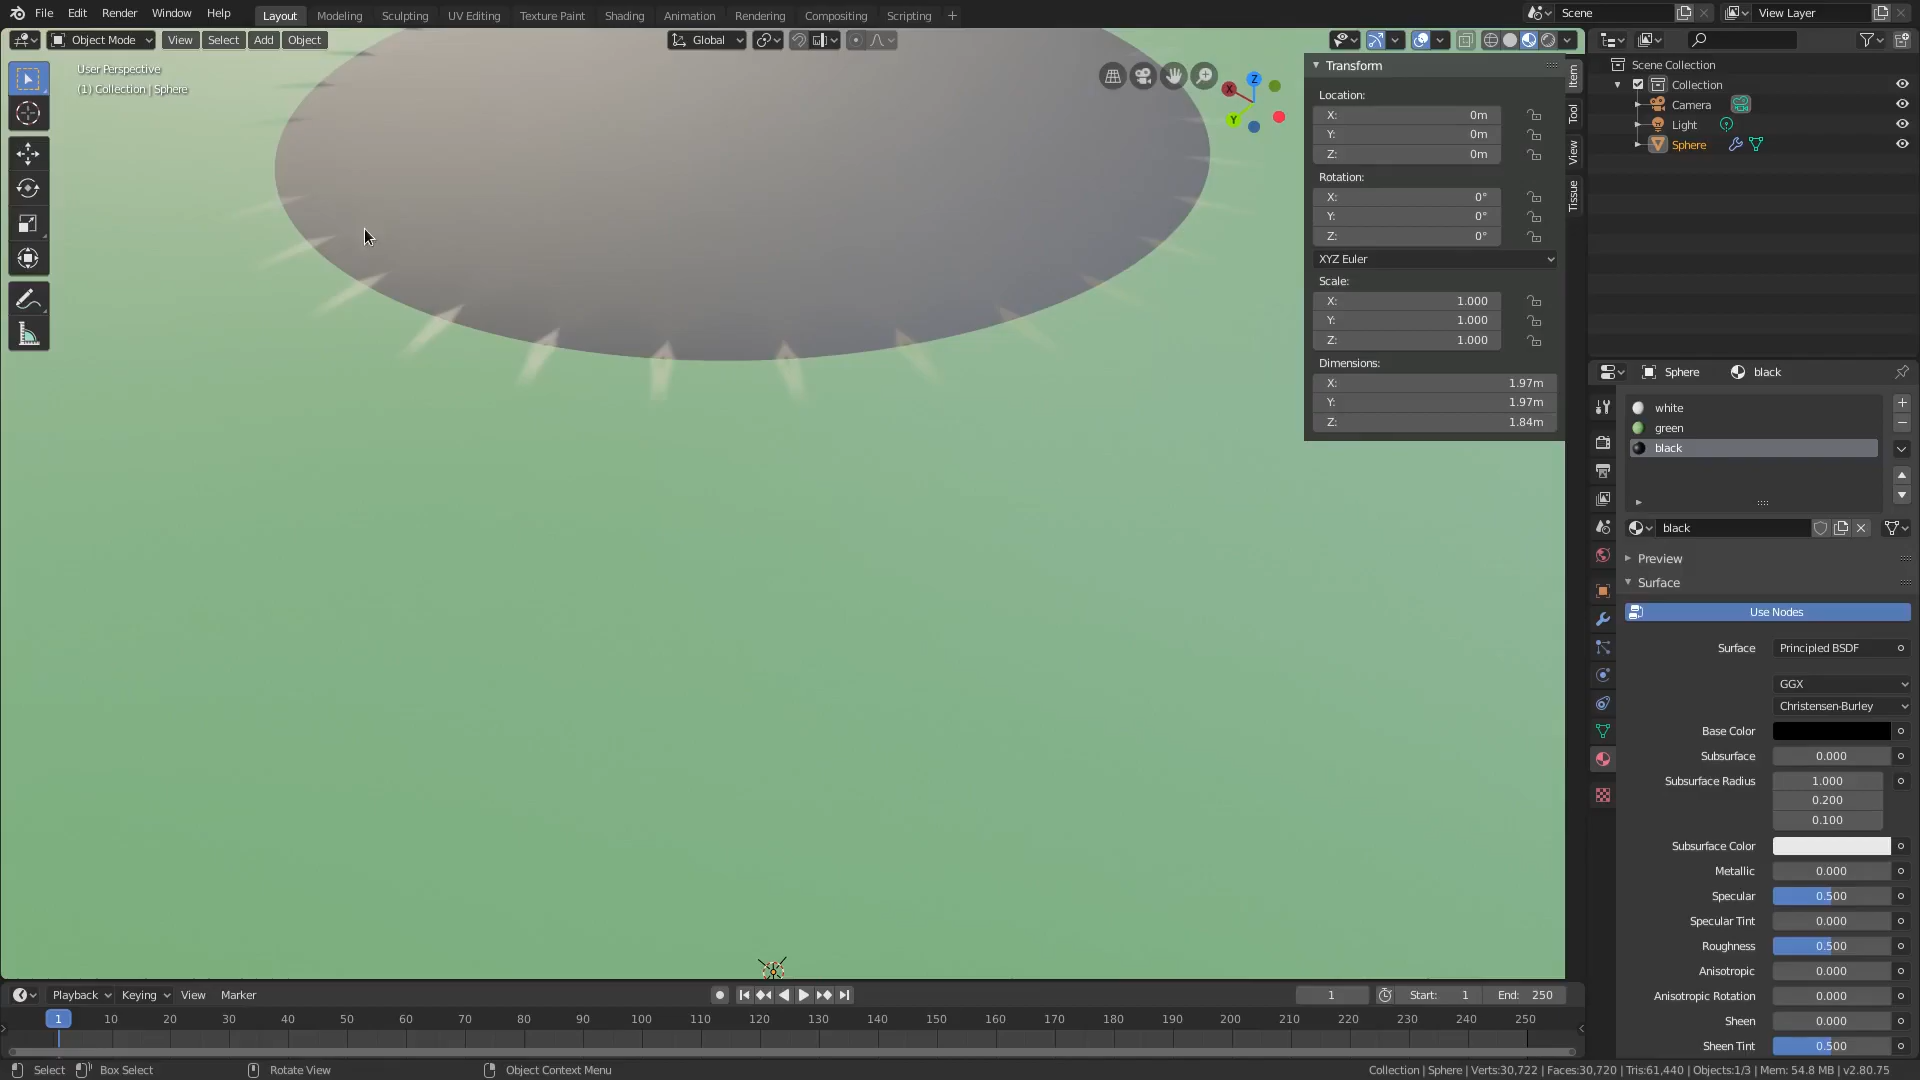 File Edit Render Window Help Layout Modeling Sculpting UV Editing Texture Paint Shading Animation Rendering Compositing Scripting + Scene View Layer
Object Mode View Select Add Object Global
User Perspective
(1) Collection | Sphere
X
Y
Z
Transform
Location:
X: 0m
Y: 0m
Z: 0m
Rotation:
X: 0°
Y: 0°
Z: 0°
XYZ Euler
Scale:
X: 1.000
Y: 1.000
Z: 1.000
Dimensions:
X: 1.97m
Y: 1.97m
Z: 1.84m
Item
Tool
View
Tissue
Scene Collection
Collection
Camera
Light
Sphere
Sphere black
white
green
black
black
Preview
Surface
Use Nodes
Surface Principled BSDF
GGX
Christensen-Burley
Base Color
Subsurface 0.000
Subsurface Radius 1.000
0.200
0.100
Subsurface Color
Metallic 0.000
Specular 0.500
Specular Tint 0.000
Roughness 0.500
Anisotropic 0.000
Anisotropic Rotation 0.000
Sheen 0.000
Sheen Tint 0.500
Playback Keying View Marker 1 Start: 1 End: 250
1 10 20 30 40 50 60 70 80 90 100 110 120 130 140 150 160 170 180 190 200 210 220 230 240 250
Select Box Select Rotate View Object Context Menu Collection | Sphere | Verts:30,722 | Faces:30,720 | Tris:61,440 | Objects:1/3 | Mem: 54.8 MB | v2.80.75